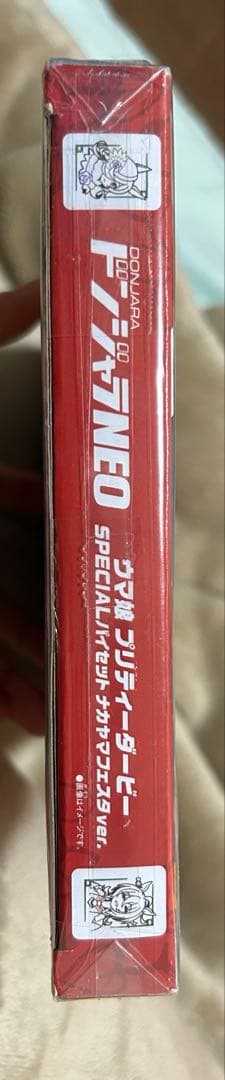 DONJARA
ドンジャラNEO
ウマ娘 プリティーダービー
SPECIALパイセット ナカヤマフェスタver.
●画像はイメージです。